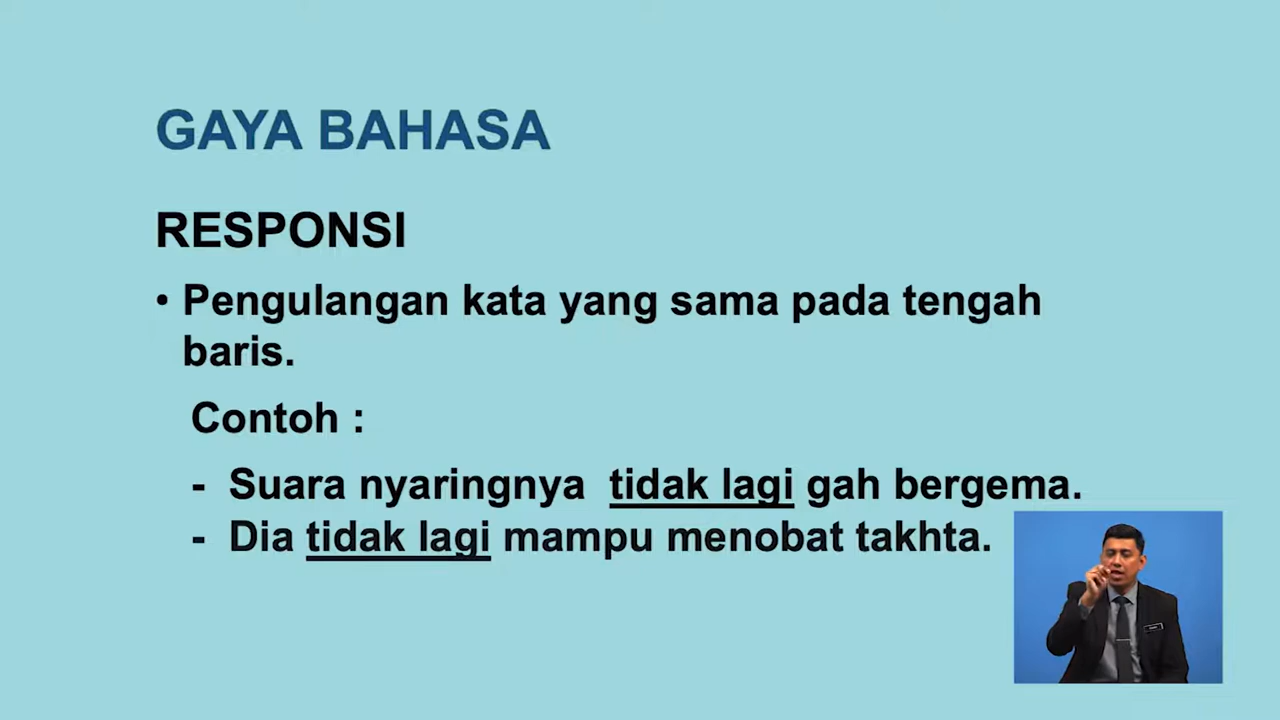 GAYA BAHASA
RESPONSI
• Pengulangan kata yang sama pada tengah
baris.
Contoh :
- Suara nyaringnya tidak lagi gah bergema.
- Dia tidak lagi mampu menobat takhta.